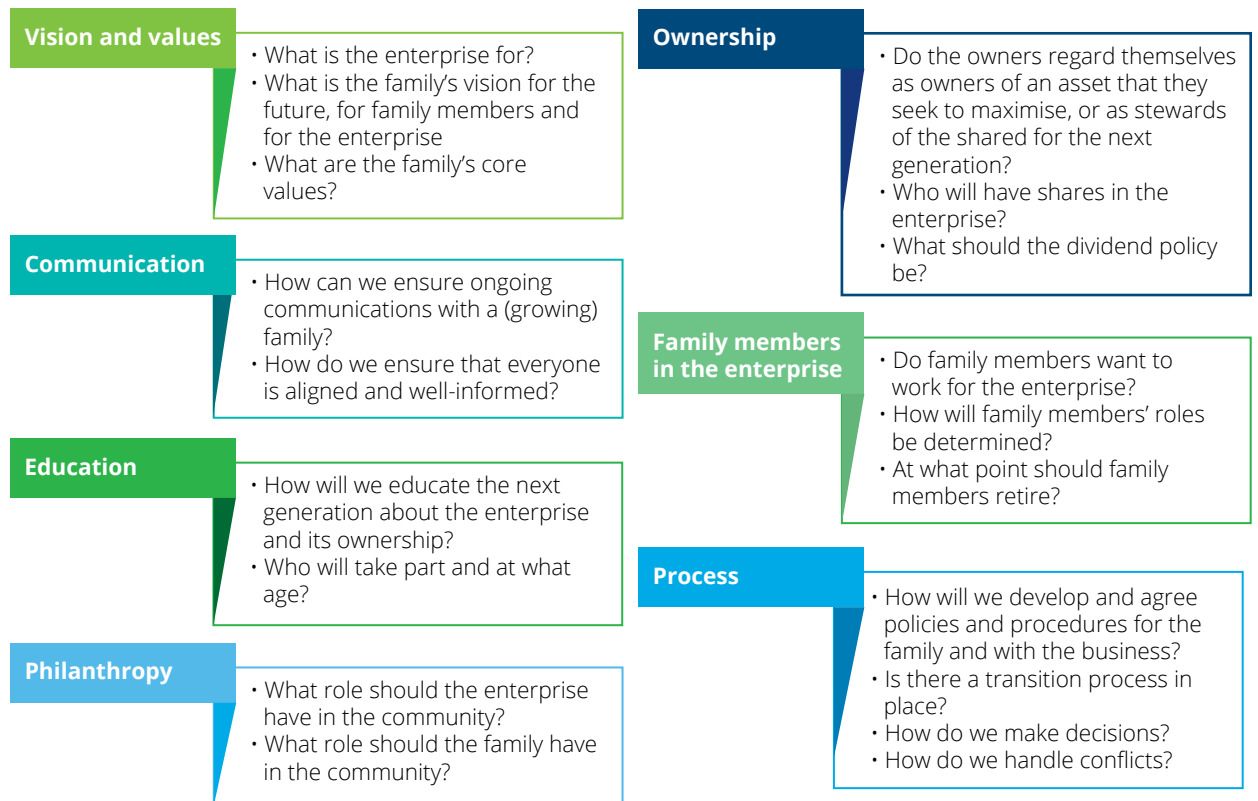 Vision and values
• What is the enterprise for?
• What is the family’s vision for the
future, for family members and
for the enterprise
• What are the family’s core
values?
Communication
• How can we ensure ongoing
communications with a (growing)
family?
• How do we ensure that everyone
is aligned and well-informed?
Education
• How will we educate the next
generation about the enterprise
and its ownership?
• Who will take part and at what
age?
Philanthropy
• What role should the enterprise
have in the community?
• What role should the family have
in the community?
Ownership
• Do the owners regard themselves
as owners of an asset that they
seek to maximise, or as stewards
of the shared for the next
generation?
• Who will have shares in the
enterprise?
• What should the dividend policy
be?
Family members
in the enterprise
• Do family members want to
work for the enterprise?
• How will family members’ roles
be determined?
• At what point should family
members retire?
Process
• How will we develop and agree
policies and procedures for the
family and with the business?
• Is there a transition process in
place?
• How do we make decisions?
• How do we handle conflicts?